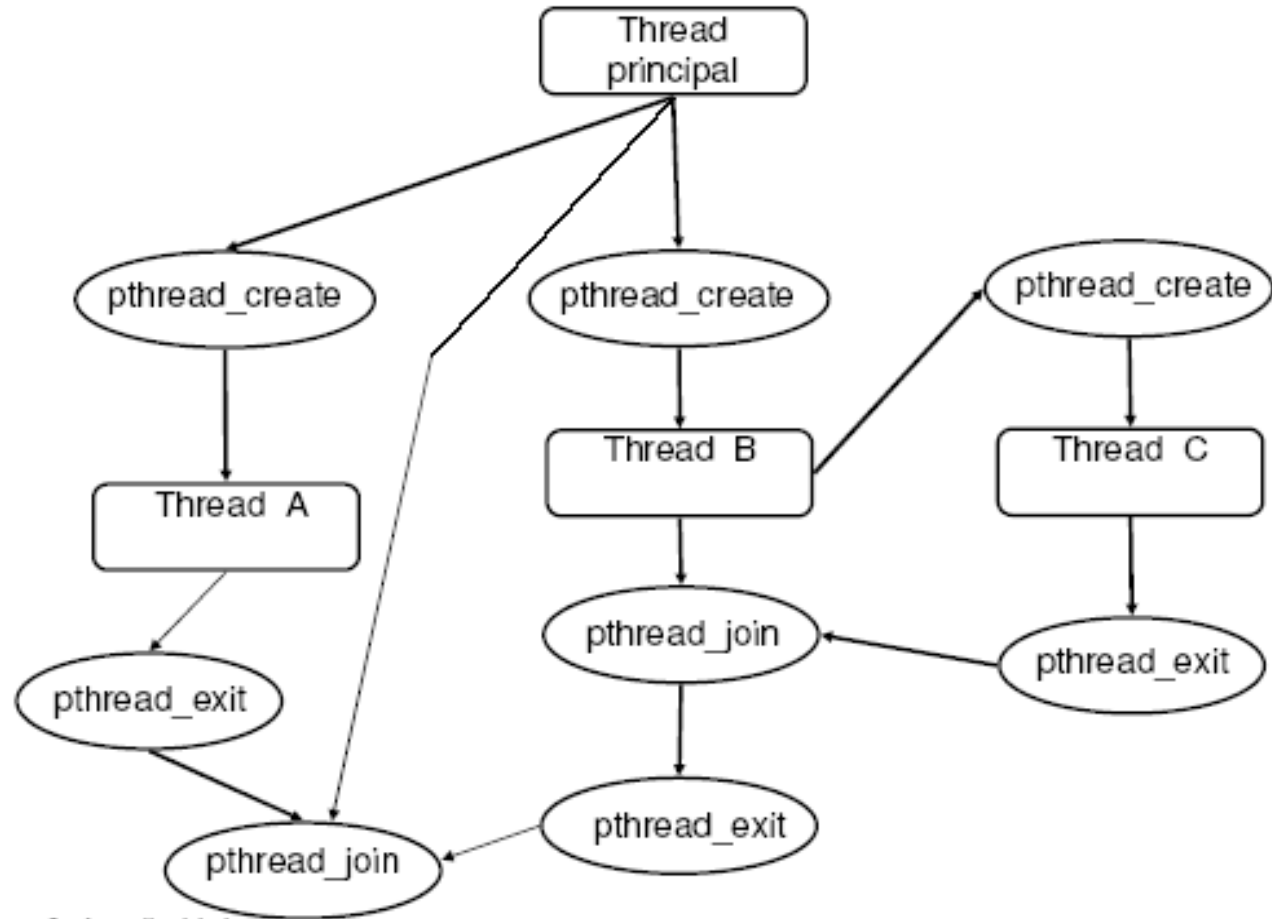 Thread
principal
pthread_create
pthread_create
pthread_create
Thread B
Thread C
Thread A
pthread_join
pthread_exit
pthread_exit
pthread_exit
pthread_join